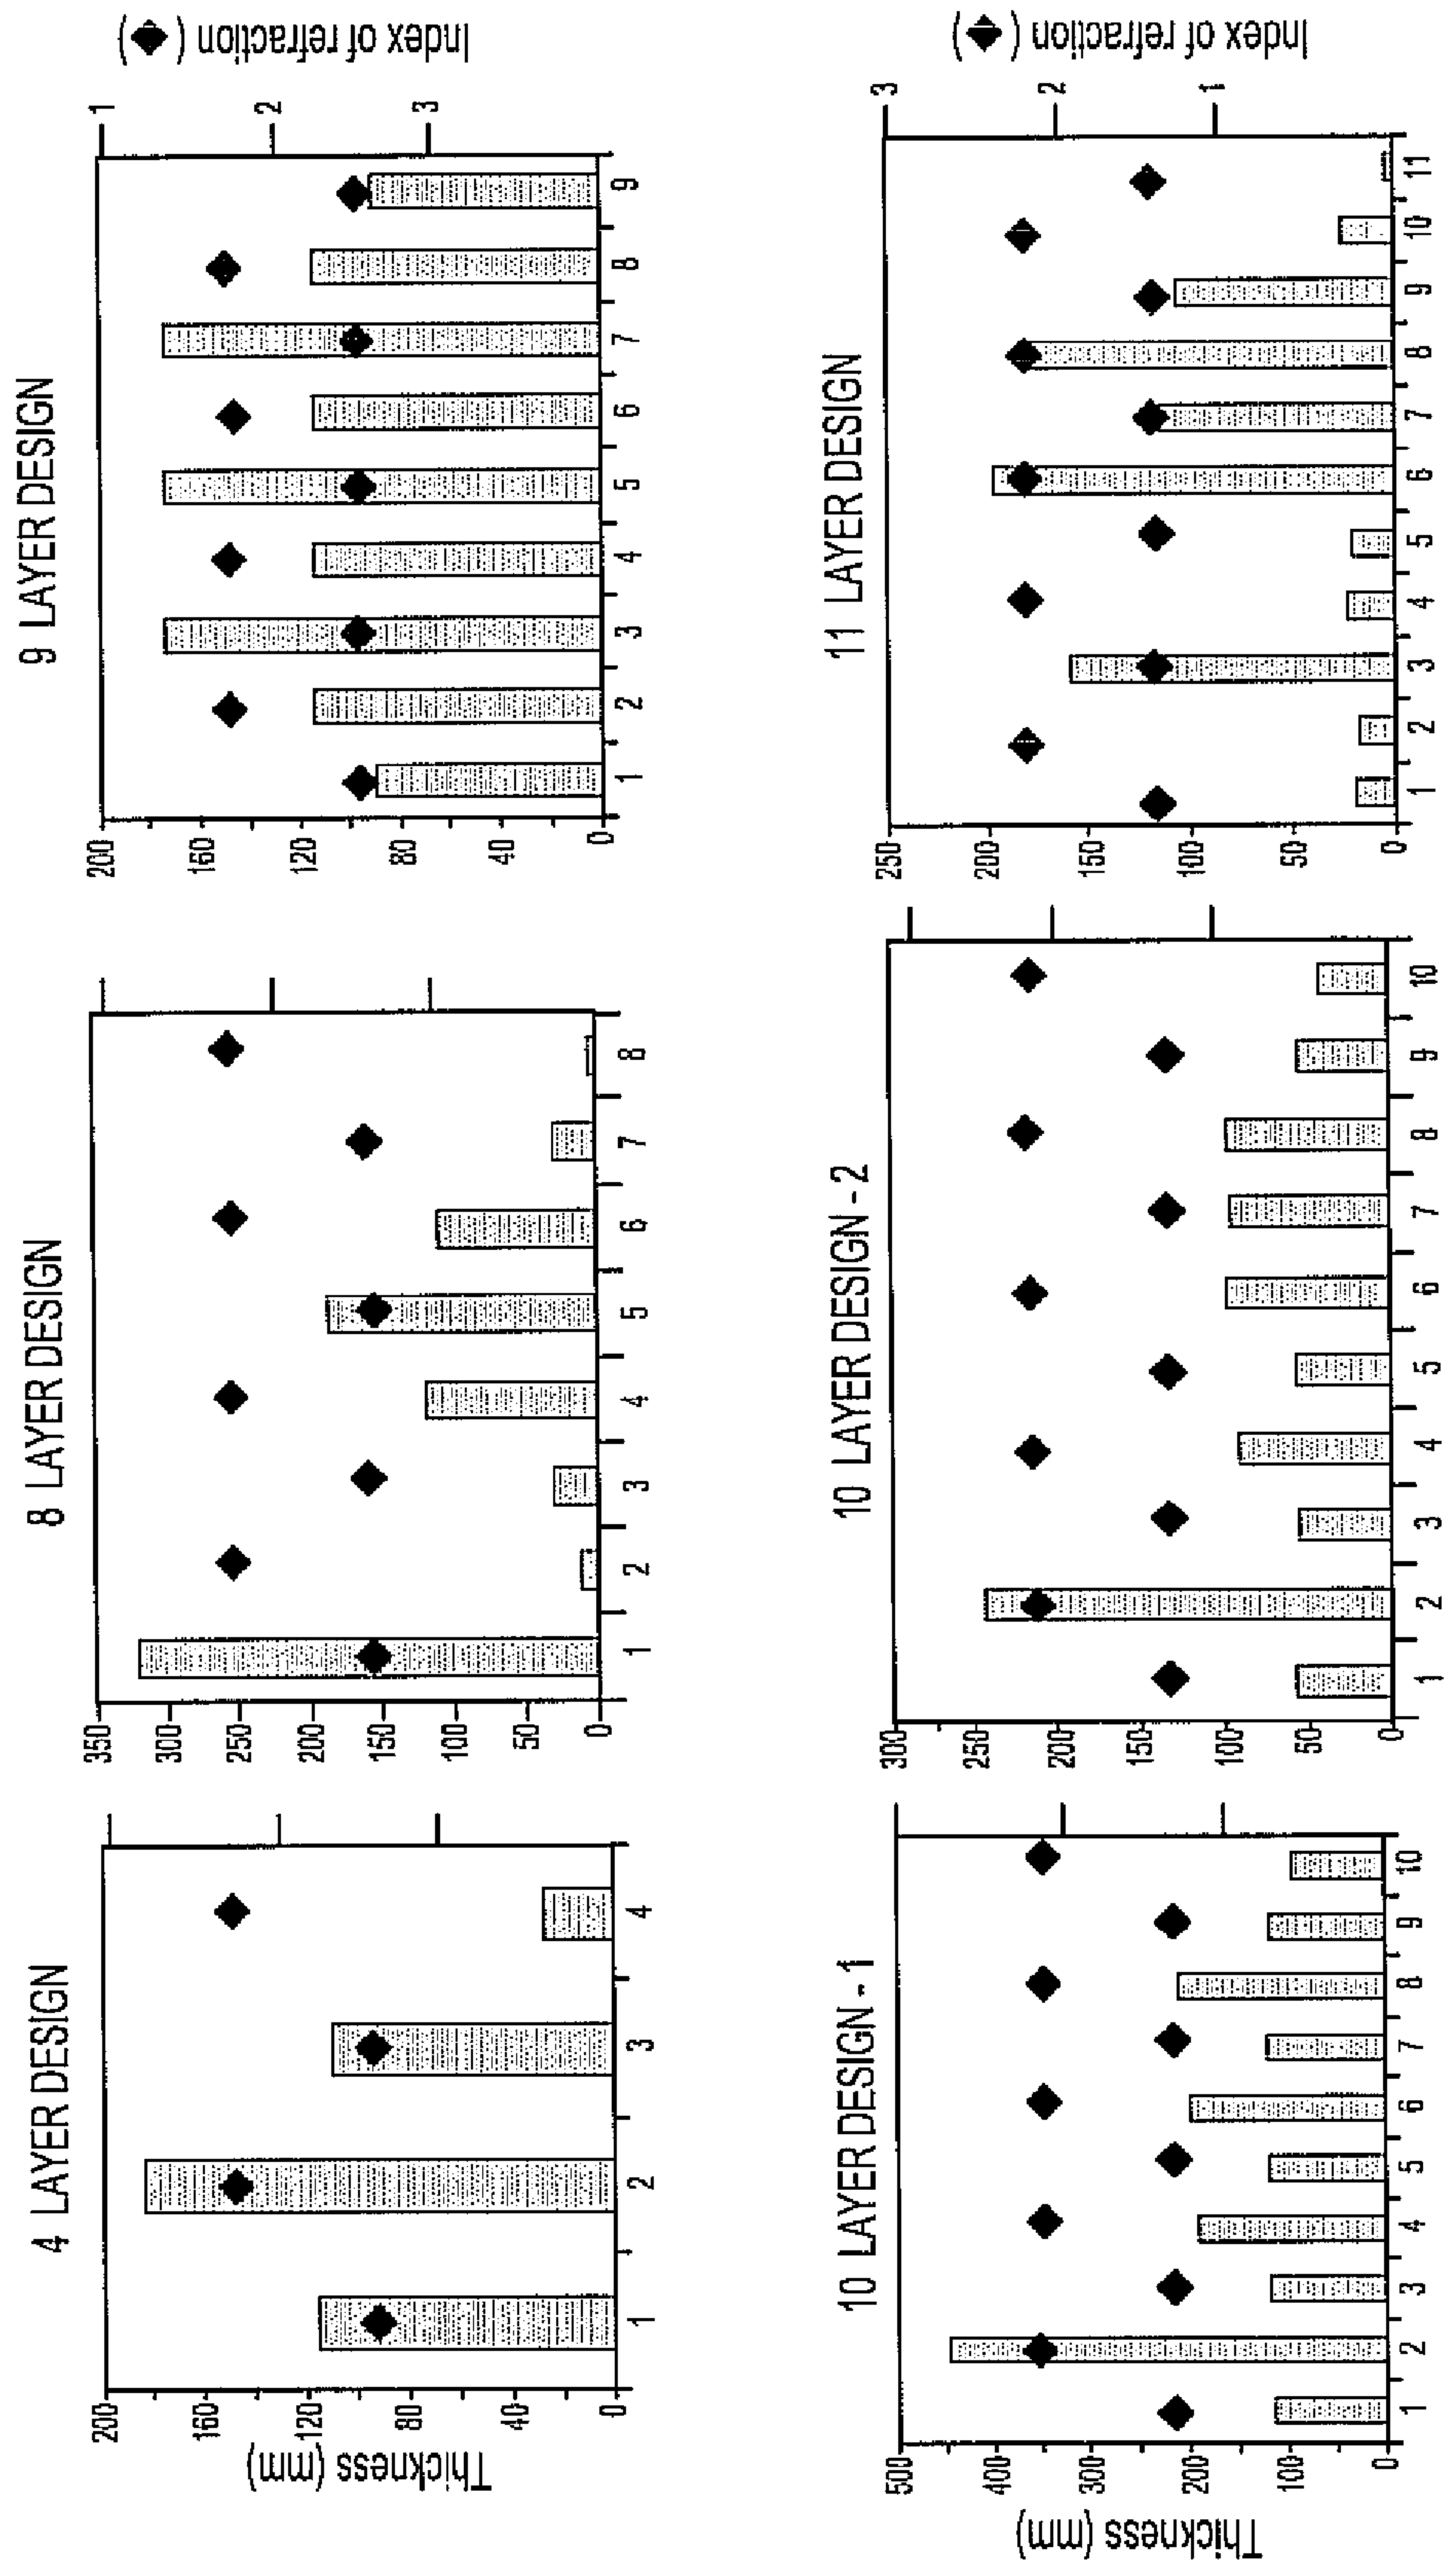 4 LAYER DESIGN
Thickness (mm)
200
160
120
80
40
0
1 2 3 4
8 LAYER DESIGN
350
300
250
200
150
100
50
0
1 2 3 4 5 6 7 8
9 LAYER DESIGN
200
160
120
80
40
0
1 2 3 4 5 6 7 8 9
1
2
3
Index of refraction (◆)
10 LAYER DESIGN - 1
Thickness (mm)
500
400
300
200
100
0
1 2 3 4 5 6 7 8 9 10
10 LAYER DESIGN - 2
300
250
200
150
100
50
0
1 2 3 4 5 6 7 8 9 10
11 LAYER DESIGN
250
200
150
100
50
0
1 2 3 4 5 6 7 8 9 10 11
3
2
1
Index of refraction (◆)